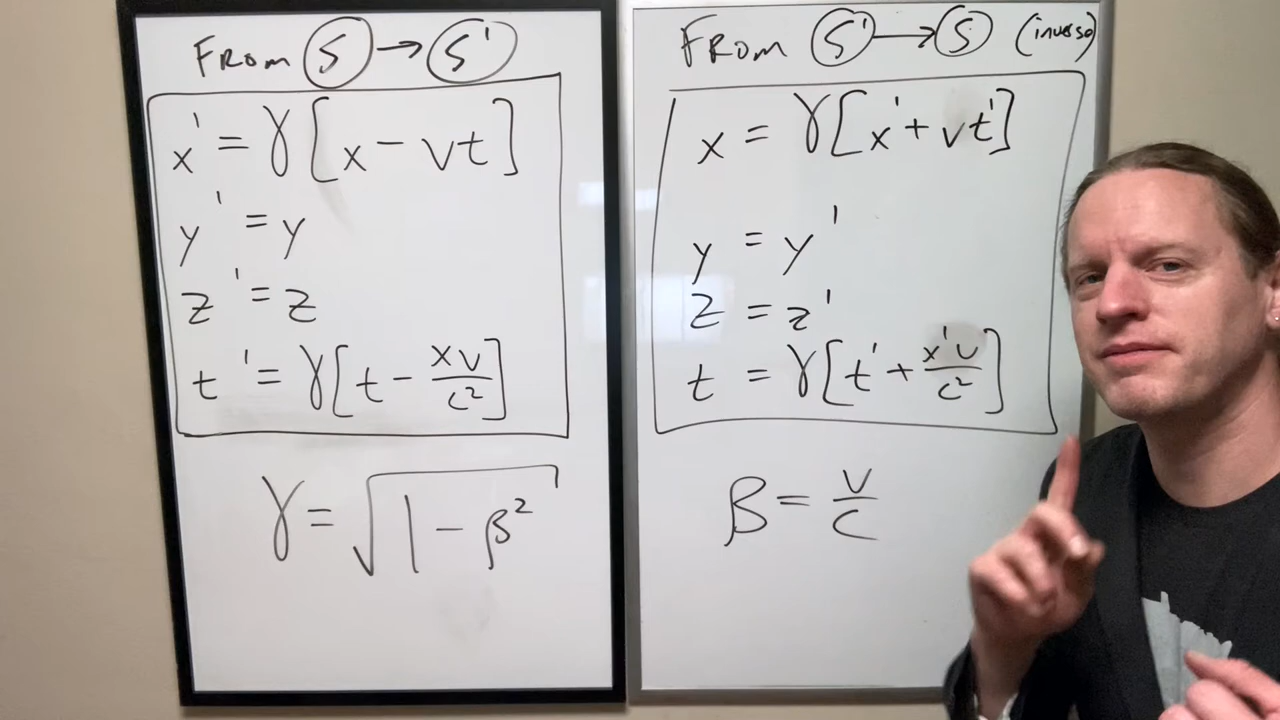 From S → S'
x' = γ[x - vt]
y' = y
z' = z
t' = γ[t - xv/c²]
γ = √(1 - β²)
From S' → S (inverse)
x = γ[x' + vt']
y = y'
z = z'
t = γ[t' + x'v/c²]
β = v/c